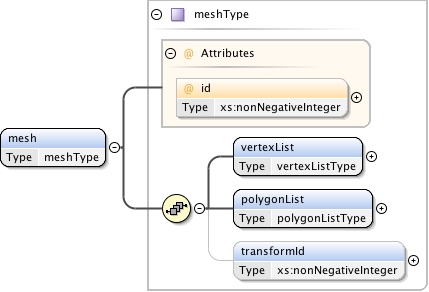 meshType
@ Attributes
@ id
Type xs:nonNegativeInteger
mesh
Type meshType
vertexList
Type vertexListType
polygonList
Type polygonListType
transformId
Type xs:nonNegativeInteger